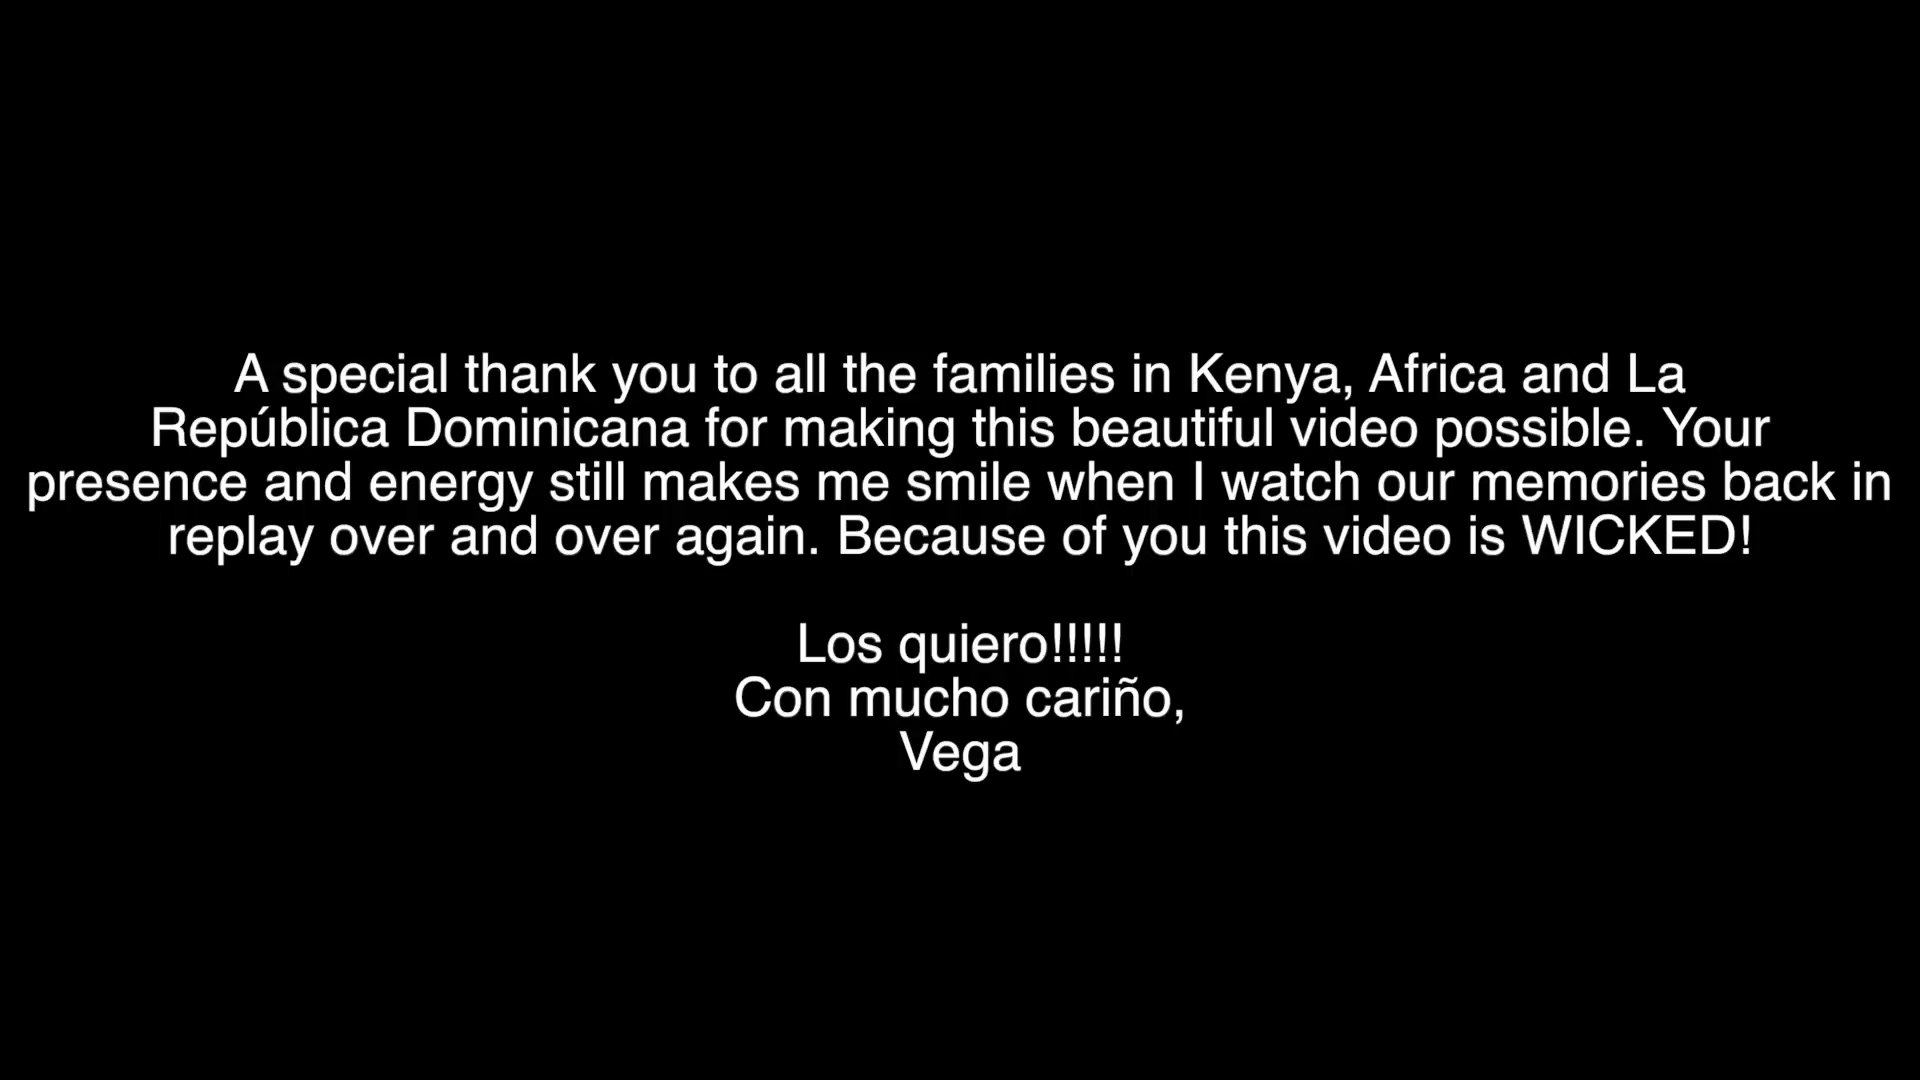 A special thank you to all the families in Kenya, Africa and La
República Dominicana for making this beautiful video possible. Your
presence and energy still makes me smile when I watch our memories back in
replay over and over again. Because of you this video is WICKED!
Los quiero!!!!!
Con mucho cariño,
Vega